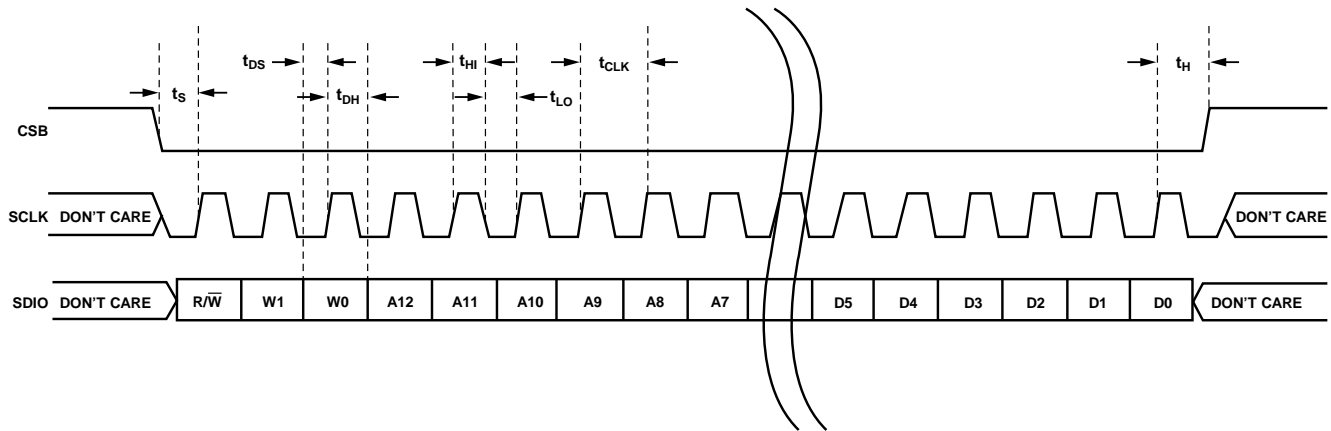 tDS
tHI
tCLK
tH
tS
tDH
tLO
CSB
SCLK DON'T CARE DON'T CARE
SDIO DON'T CARE R/W̅ W1 W0 A12 A11 A10 A9 A8 A7 D5 D4 D3 D2 D1 D0 DON'T CARE